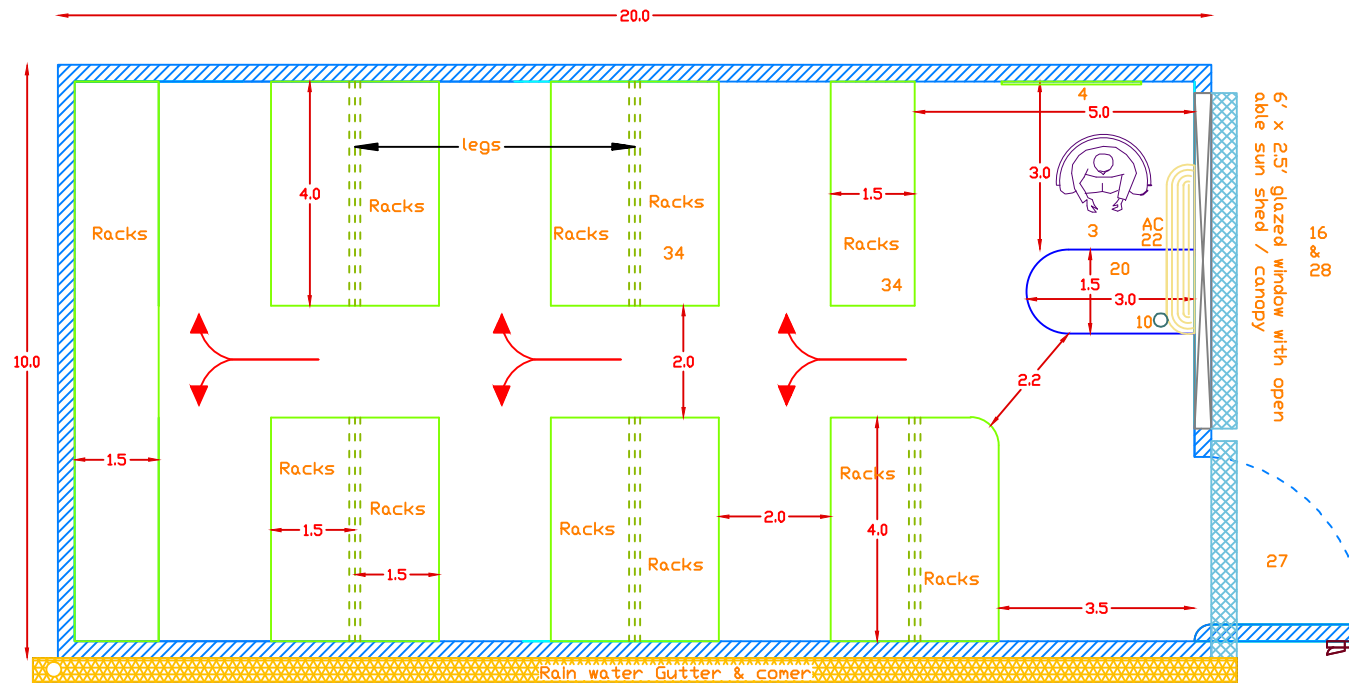 20.0
4
5.0
legs
4.0
3.0
1.5
Racks
Racks
Racks
Racks
Racks
34
34
3
AC
22
20
1.5
3.0
10
6' x 2.5' glazed window with open
able sun shed / canopy
16
&
28
10.0
2.0
2.2
1.5
Racks
Racks
1.5
1.5
Racks
Racks
2.0
Racks
4.0
Racks
3.5
27
Rain water Gutter & comer